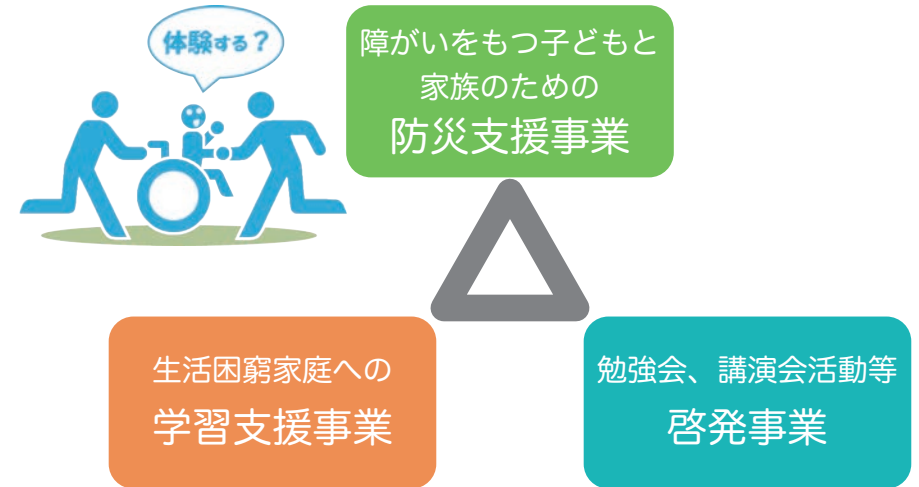 体験する？
障がいをもつ子どもと
家族のための
防災支援事業
生活困窮家庭への
学習支援事業
勉強会、講演会活動等
啓発事業